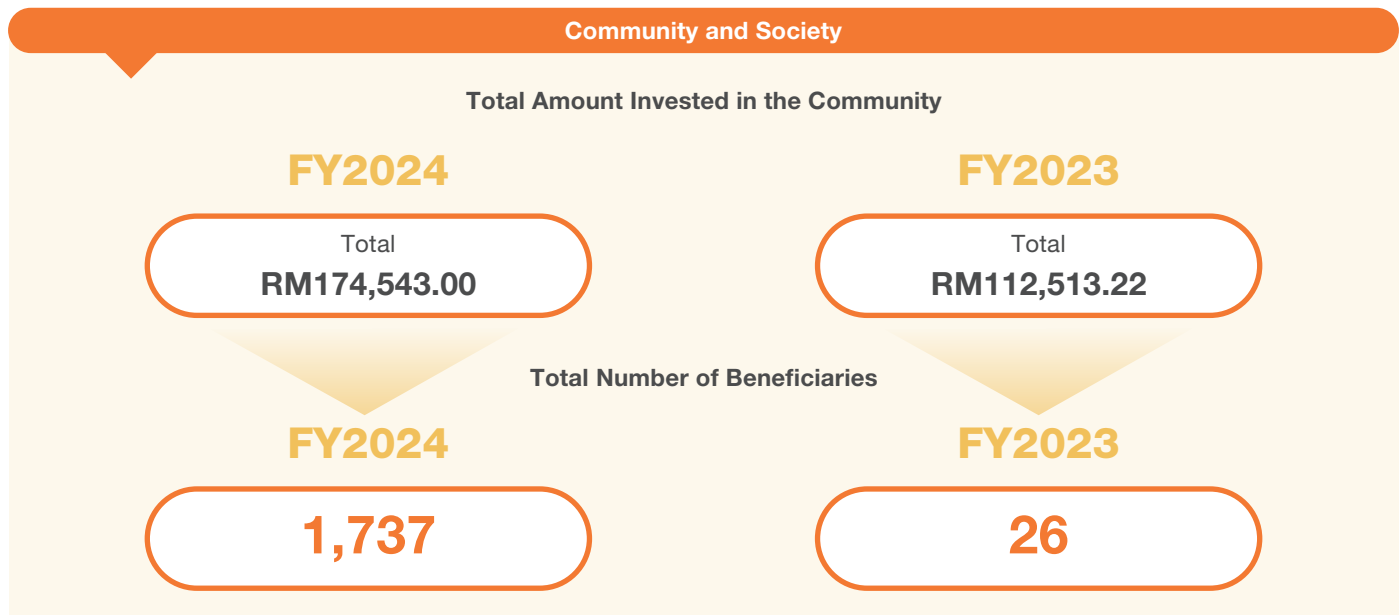 Community and Society
Total Amount Invested in the Community
FY2024 FY2023
Total Total
RM174,543.00 RM112,513.22
Total Number of Beneficiaries
FY2024 FY2023
1,737 26